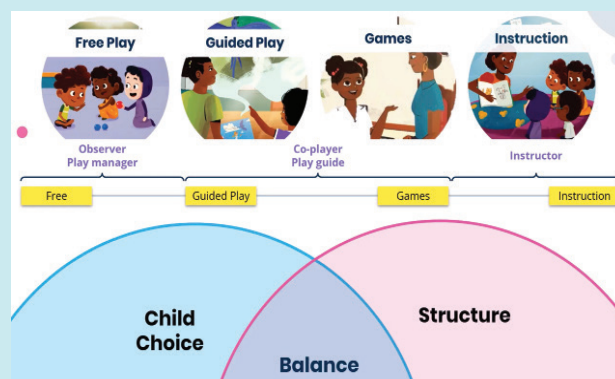 Free Play
Guided Play
Games
Instruction
Observer
Play manager
Co-player
Play guide
Instructor
Free
Guided Play
Games
Instruction
Child
Choice
Structure
Balance